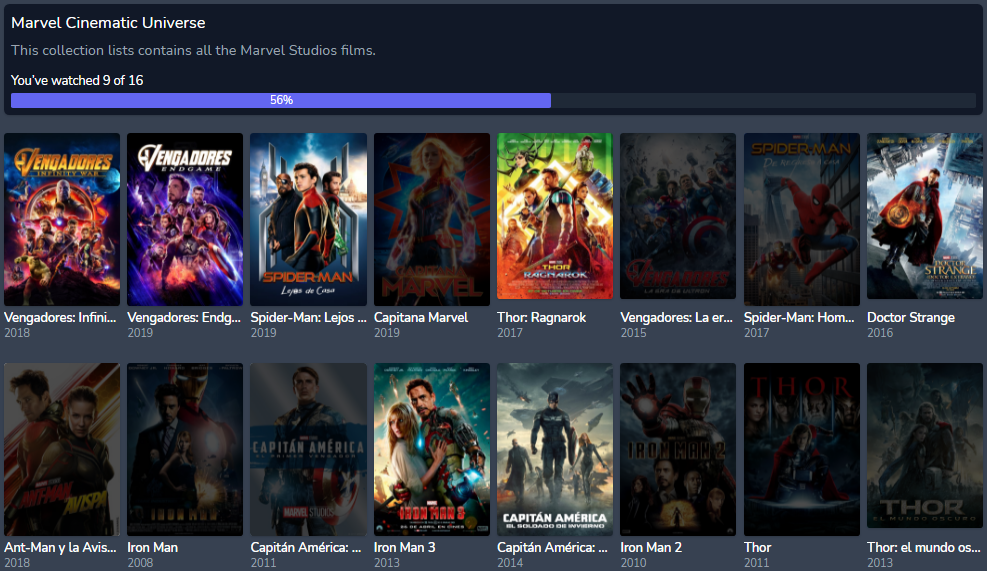 Marvel Cinematic Universe
This collection lists contains all the Marvel Studios films.
You've watched 9 of 16
56%
VENGADORES
INFINITY WAR
VENGADORES
ENDGAME
SPIDER-MAN
Lejos de Casa
CAPITANA
MARVEL
THOR
RAGNAROK
VENGADORES
LA ERA DE ULTRÓN
SPIDER-MAN
DOCTOR
STRANGE
Vengadores: Infini...
Vengadores: Endg...
Spider-Man: Lejos ...
Capitana Marvel
Thor: Ragnarok
Vengadores: La er...
Spider-Man: Hom...
Doctor Strange
2018
2019
2019
2019
2017
2015
2017
2016
ANT-MAN
AVISPA
IRON MAN
CAPITÁN AMÉRICA
EL PRIMER VENGADOR
MARVEL STUDIOS
IRON MAN 3
26 DE ABRIL EN CINES
CAPITÁN AMÉRICA
EL SOLDADO DE INVIERNO
IRON MAN 2
THOR
THOR
EL MUNDO OSCURO
Ant-Man y la Avis...
Iron Man
Capitán América: ...
Iron Man 3
Capitán América: ...
Iron Man 2
Thor
Thor: el mundo os...
2018
2008
2011
2013
2014
2010
2011
2013